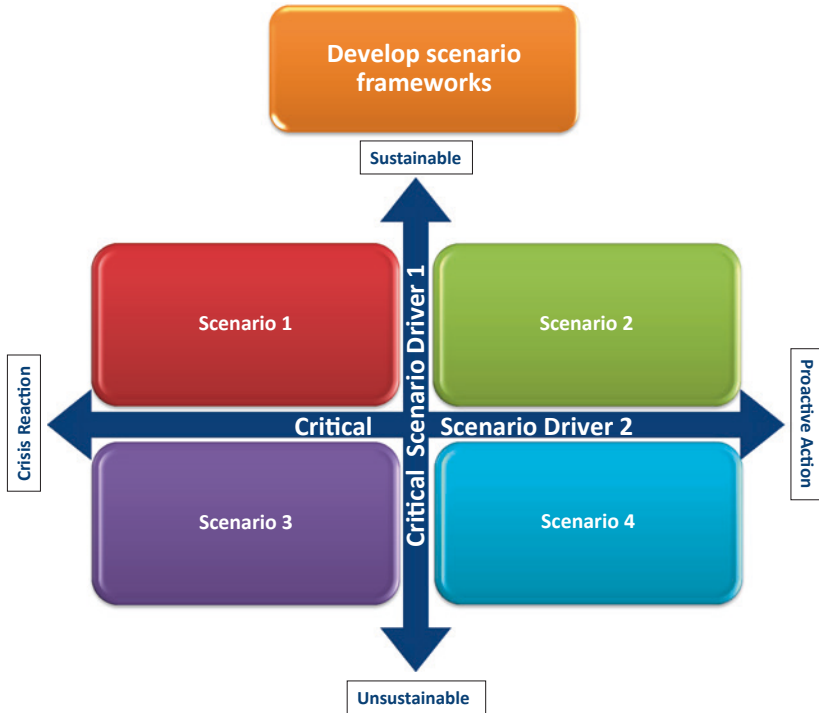 Develop scenario
frameworks
Sustainable
Scenario 1
Scenario 2
Critical Scenario Driver 1
Crisis Reaction
Critical Scenario Driver 2
Proactive Action
Scenario 3
Scenario 4
Unsustainable